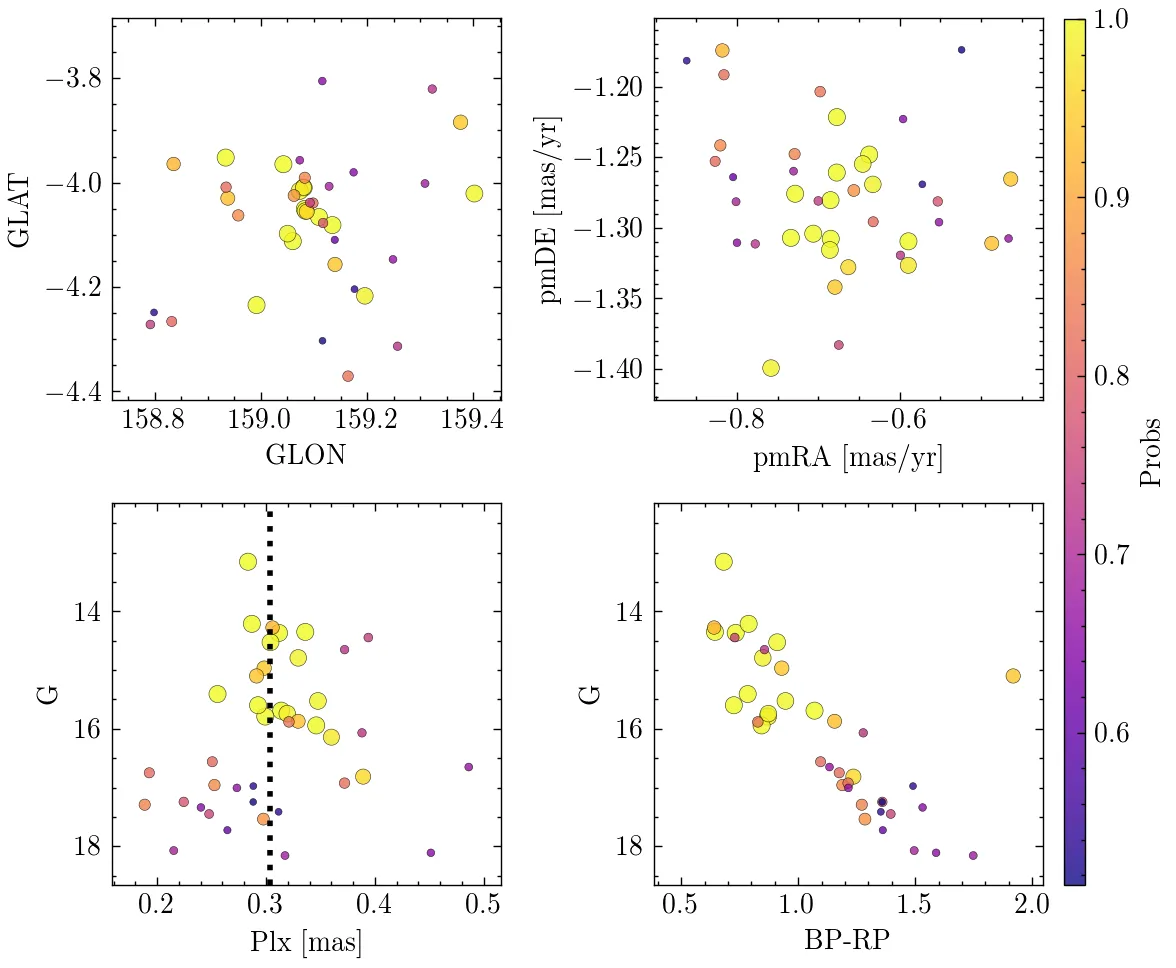 −3.8
−4.0
−4.2
−4.4
GLAT
158.8 159.0 159.2 159.4
GLON
−1.20
−1.25
−1.30
−1.35
−1.40
pmDE [mas/yr]
−0.8 −0.6
pmRA [mas/yr]
14
16
18
G
0.2 0.3 0.4 0.5
Plx [mas]
14
16
18
G
0.5 1.0 1.5 2.0
BP-RP
1.0
0.9
0.8
0.7
0.6
Probs